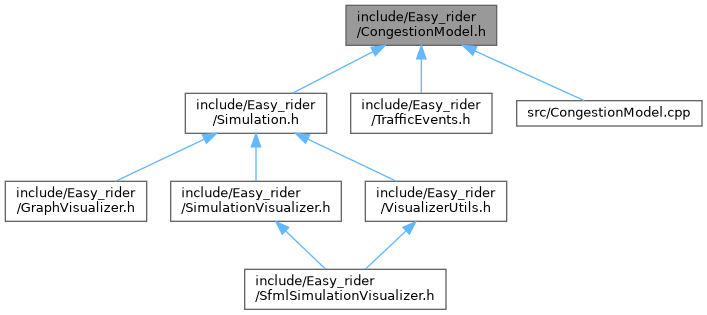 include/Easy_rider
/CongestionModel.h
include/Easy_rider
/Simulation.h
include/Easy_rider
/TrafficEvents.h
src/CongestionModel.cpp
include/Easy_rider
/GraphVisualizer.h
include/Easy_rider
/SimulationVisualizer.h
include/Easy_rider
/VisualizerUtils.h
include/Easy_rider
/SfmlSimulationVisualizer.h